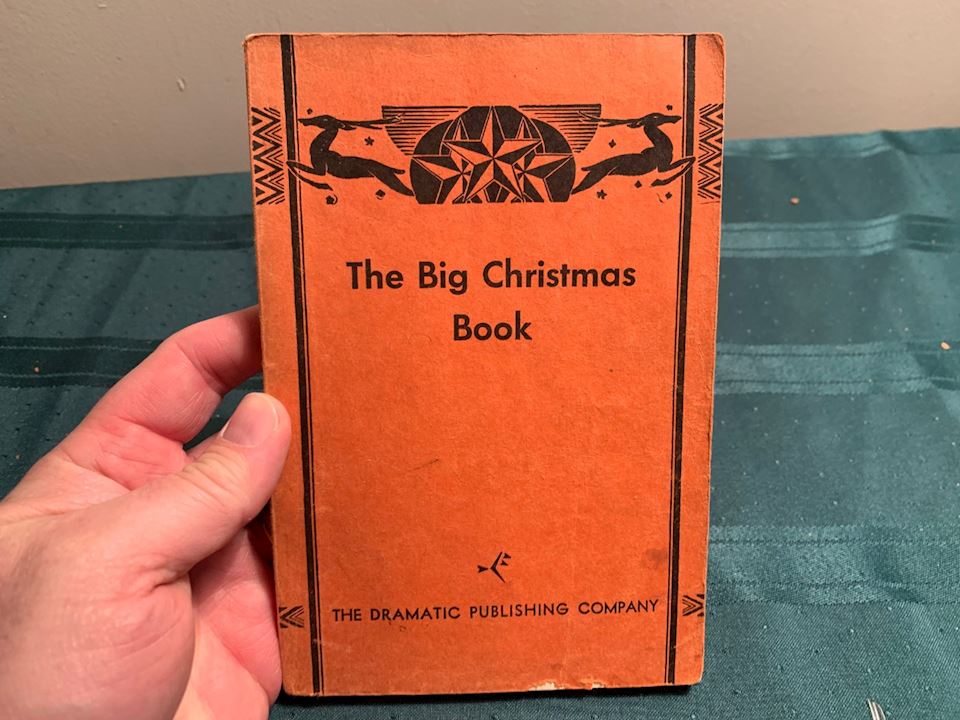 The Big Christmas
Book
THE DRAMATIC PUBLISHING COMPANY